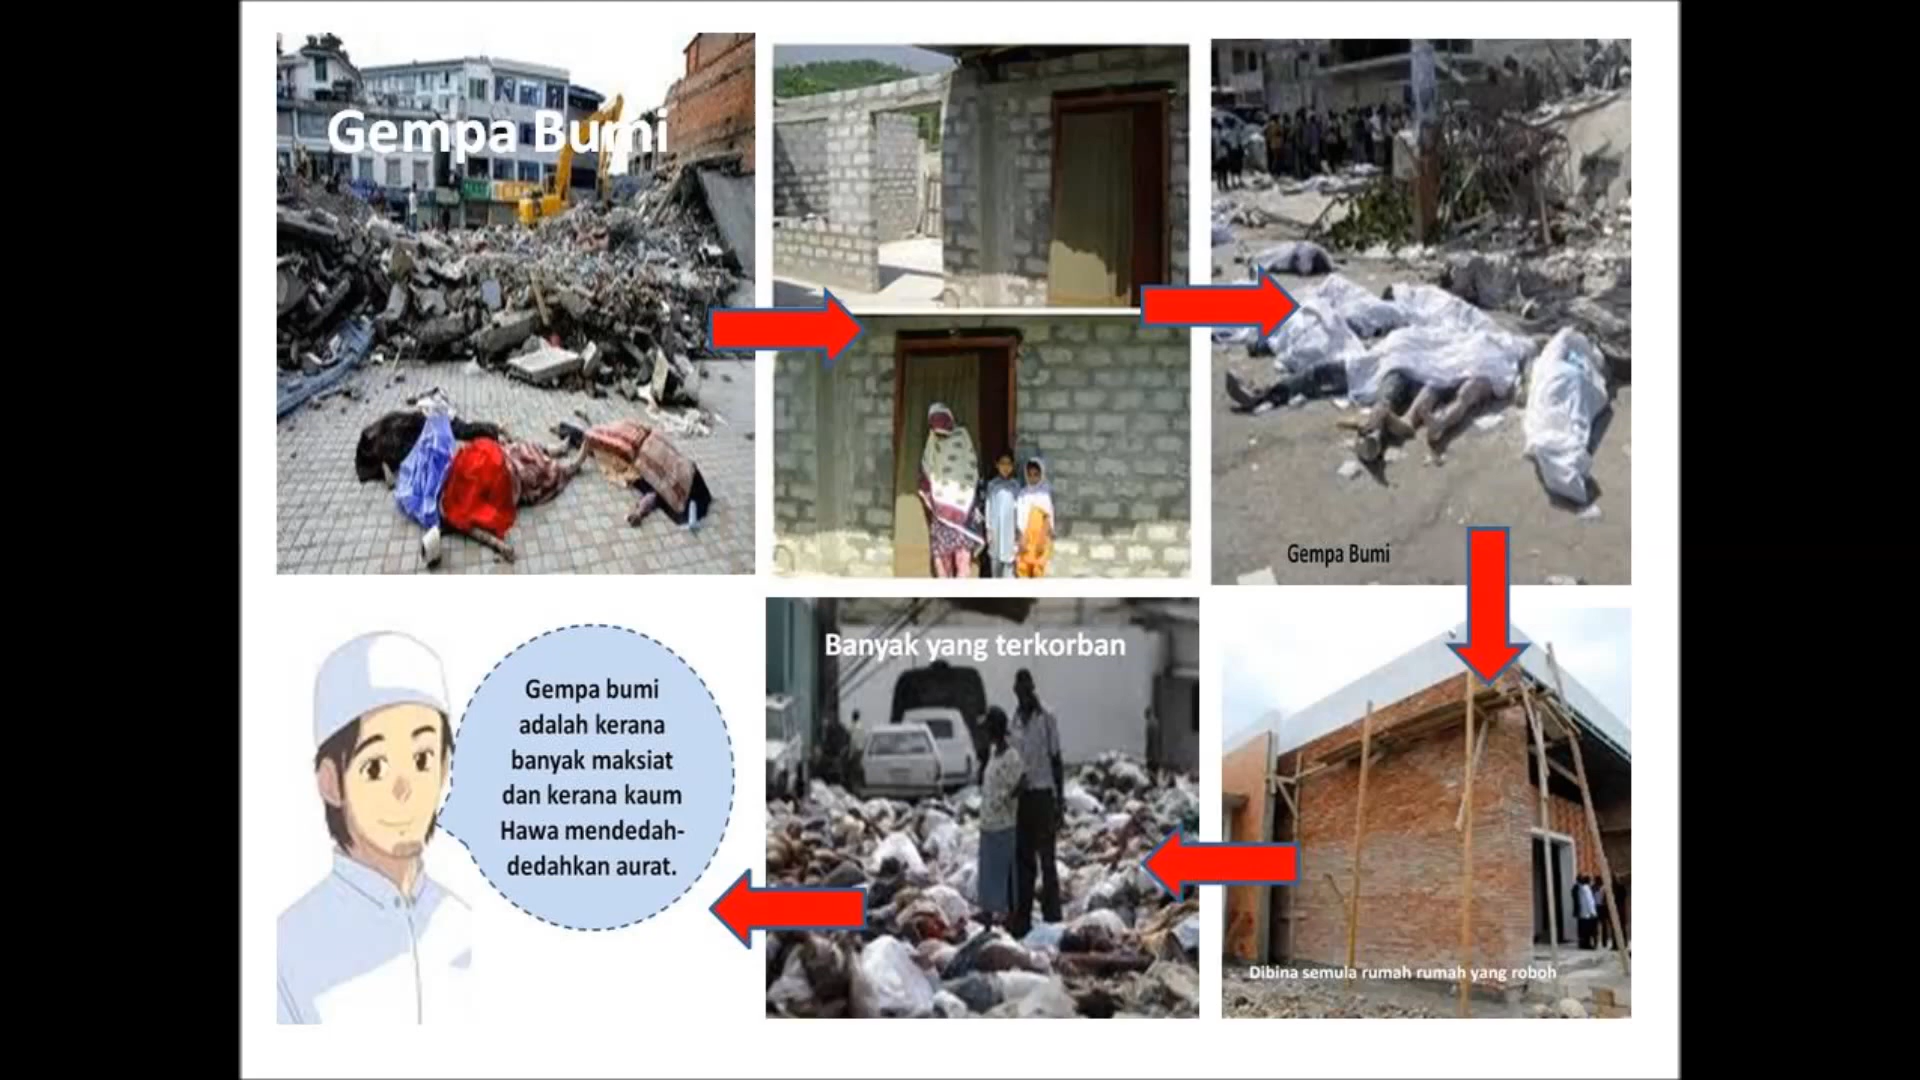 Gempa Bumi
Gempa Bumi
Dibina semula rumah rumah yang roboh
Banyak yang terkorban
Gempa bumi
adalah kerana
banyak maksiat
dan kerana kaum
Hawa mendedah-
dedahkan aurat.